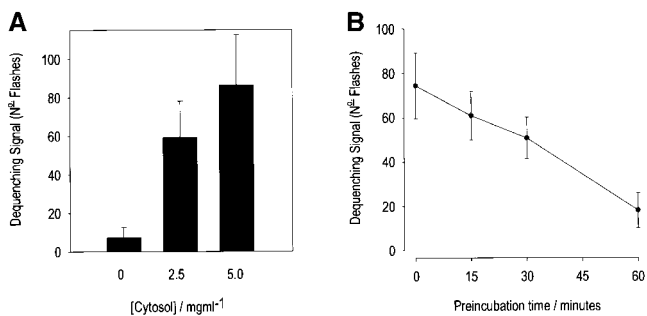 A
Dequenching Signal (Nº Flashes)
100
80
60
40
20
0
0 2.5 5.0
[Cytosol] / mgml-1
B
Dequenching Signal (Nº Flashes)
100
80
60
40
20
0
0 15 30 45 60
Preincubation time / minutes